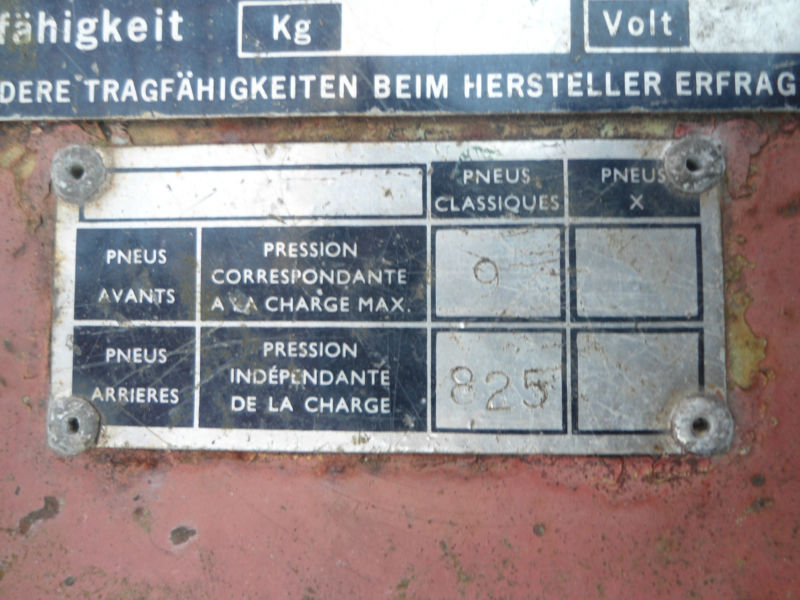 fähigkeit Kg Volt
DERE TRAGFÄHIGKEITEN BEIM HERSTELLER ERFRAG
PNEUS CLASSIQUES
PNEUS X
PNEUS AVANTS
PRESSION
CORRESPONDANTE
A LA CHARGE MAX.
9
PNEUS ARRIERES
PRESSION
INDÉPENDANTE
DE LA CHARGE
825